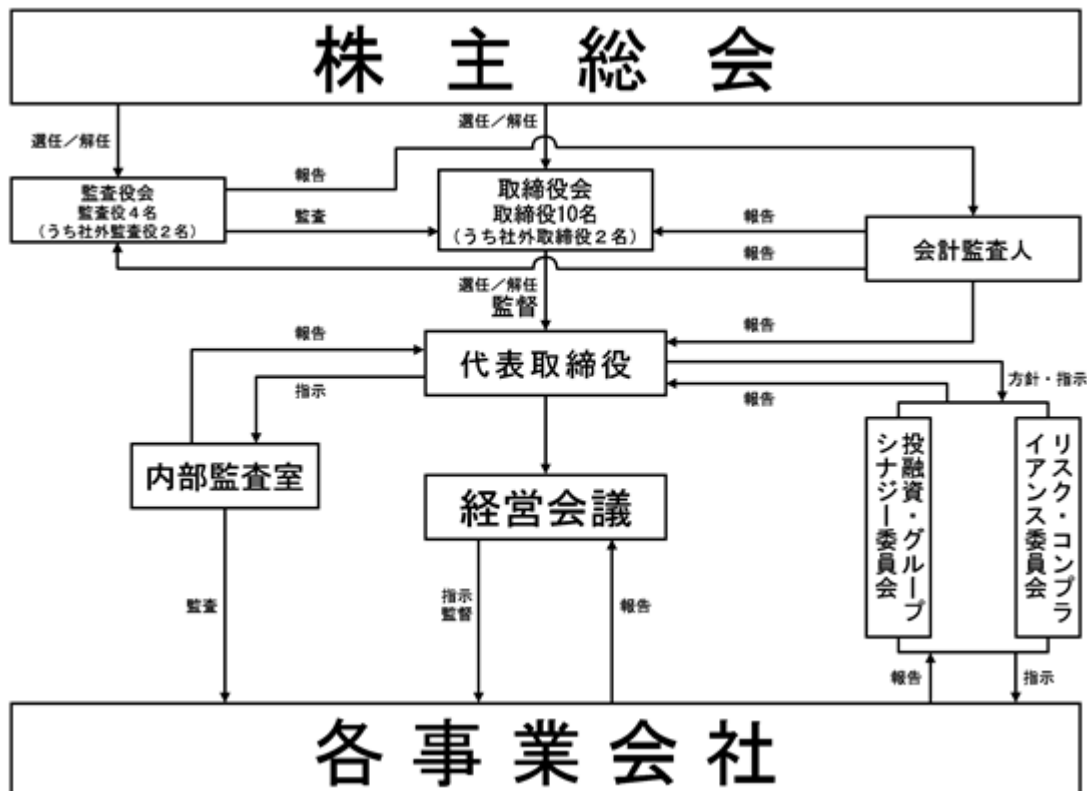 株主総会
選任／解任
選任／解任
報告
監査役会
監査役４名
（うち社外監査役２名）
監査
取締役会
取締役10名
（うち社外取締役２名）
報告
報告
会計監査人
選任／解任
監督
報告
報告
代表取締役
指示
報告
方針・指示
内部監査室
経営会議
投融資・グループ
シナジー委員会
リスク・コンプラ
イアンス委員会
監査
指示
監督
報告
報告
指示
各事業会社